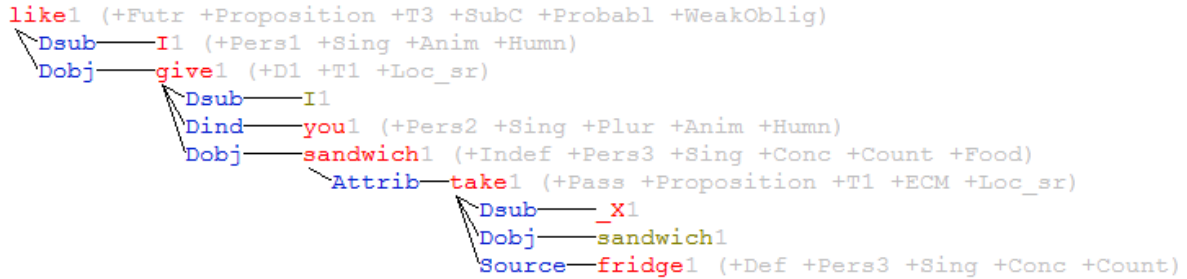 like1 (+Futr +Proposition +T3 +SubC +Probabl +WeakOblig)
Dsub I1 (+Pers1 +Sing +Anim +Humn)
Dobj give1 (+D1 +T1 +Loc_sr)
Dsub I1
Dind you1 (+Pers2 +Sing +Plur +Anim +Humn)
Dobj sandwich1 (+Indef +Pers3 +Sing +Conc +Count +Food)
Attrib take1 (+Pass +Proposition +T1 +ECM +Loc_sr)
Dsub _X1
Dobj sandwich1
Source fridge1 (+Def +Pers3 +Sing +Conc +Count)